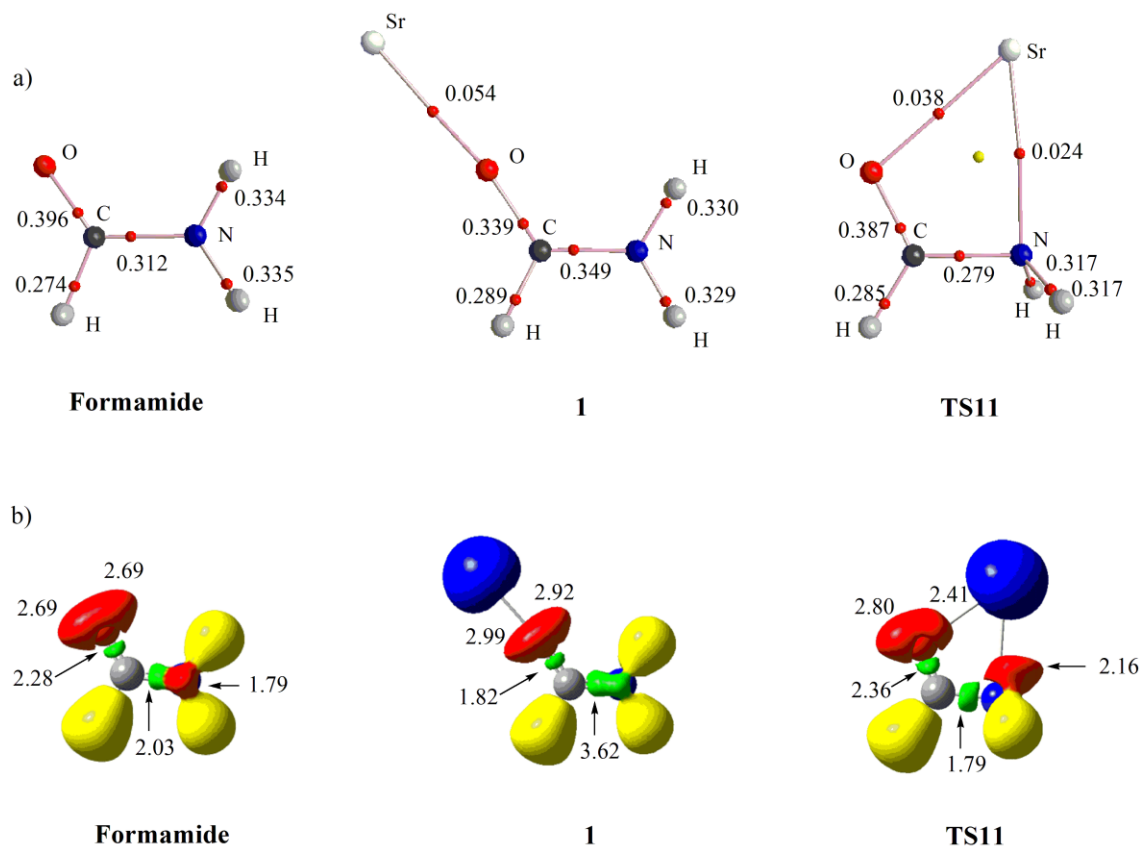 a)
O
H
0.334
0.396
C
N
0.312
0.274
0.335
H
H
Formamide
Sr
0.054
O
H
0.330
0.339
C
N
0.349
0.289
0.329
H
H
1
Sr
0.038
O
0.024
0.387
C
N
0.317
0.279
0.317
0.285
H
H
H
TS11
b)
2.69
2.69
2.28
1.79
2.03
Formamide
2.92
2.99
1.82
3.62
1
2.41
2.80
2.16
2.36
1.79
TS11